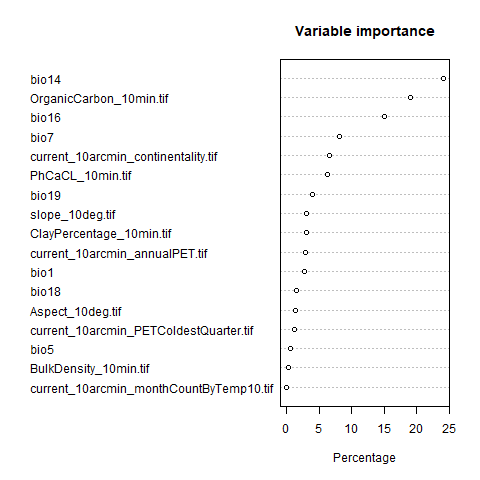 Variable importance
bio14
OrganicCarbon_10min.tif
bio16
bio7
current_10arcmin_continentality.tif
PhCaCL_10min.tif
bio19
slope_10deg.tif
ClayPercentage_10min.tif
current_10arcmin_annualPET.tif
bio1
bio18
Aspect_10deg.tif
current_10arcmin_PETColdestQuarter.tif
bio5
BulkDensity_10min.tif
current_10arcmin_monthCountByTemp10.tif
0 5 10 15 20 25
Percentage